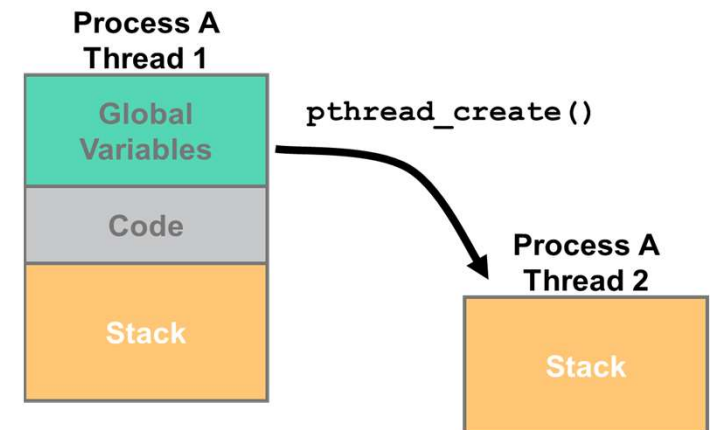 Process A
Thread 1
Global
Variables
pthread_create()
Code
Process A
Thread 2
Stack
Stack